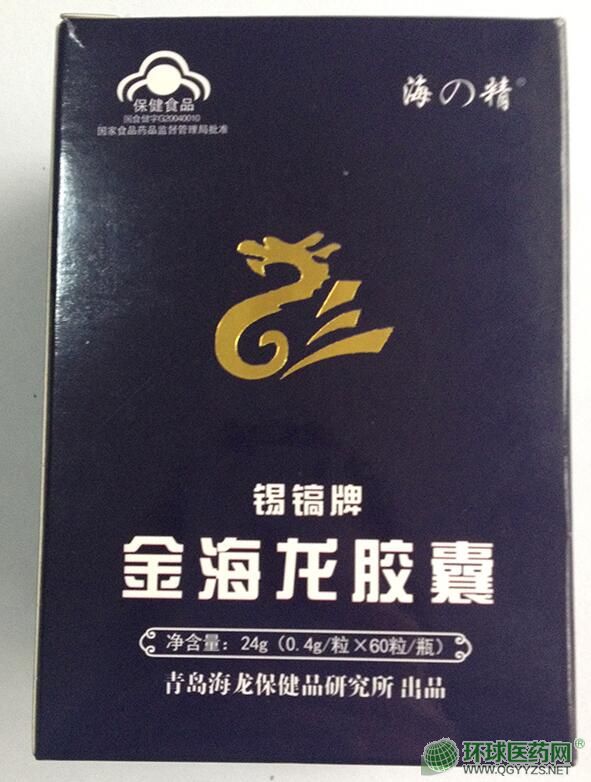 保健食品
国食健字G20040010
国家食品药品监督管理局批准
海の精®
锡镐牌
金海龙胶囊
净含量：24g（0.4g/粒×60粒/瓶）
青岛海龙保健品研究所 出品
环球医药网®
WWW.QGYYZS.NET